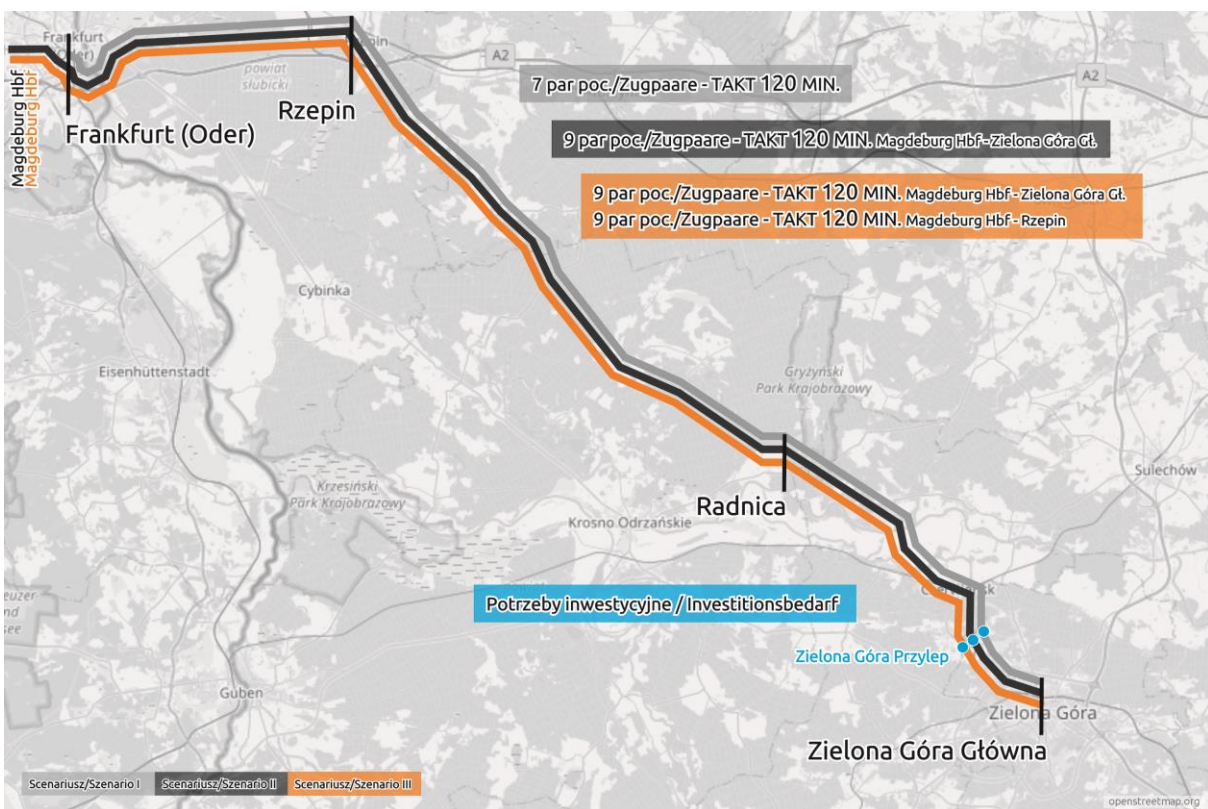 Frankfurt
(Oder)
A2
powiat
słubicki
7 par poc./Zugpaare - TAKT 120 MIN.
A2
Magdeburg Hbf
Magdeburg Hbf
Frankfurt (Oder)
Rzepin
9 par poc./Zugpaare - TAKT 120 MIN. Magdeburg Hbf - Zielona Góra Gł.
9 par poc./Zugpaare - TAKT 120 MIN. Magdeburg Hbf - Zielona Góra Gł.
9 par poc./Zugpaare - TAKT 120 MIN. Magdeburg Hbf - Rzepin
Cybinka
Eisenhüttenstadt
Gryżyński
Park Krajobrazowy
Sulechów
Krzesiński
Park Krajobrazowy
Radnica
Krosno Odrzańskie
Potrzeby inwestycyjne / Investitionsbedarf
Zielona Góra Przylep
Guben
Zielona Góra
Zielona Góra Główna
Scenariusz/Szenario I
Scenariusz/Szenario II
Scenariusz/Szenario III
openstreetmap.org